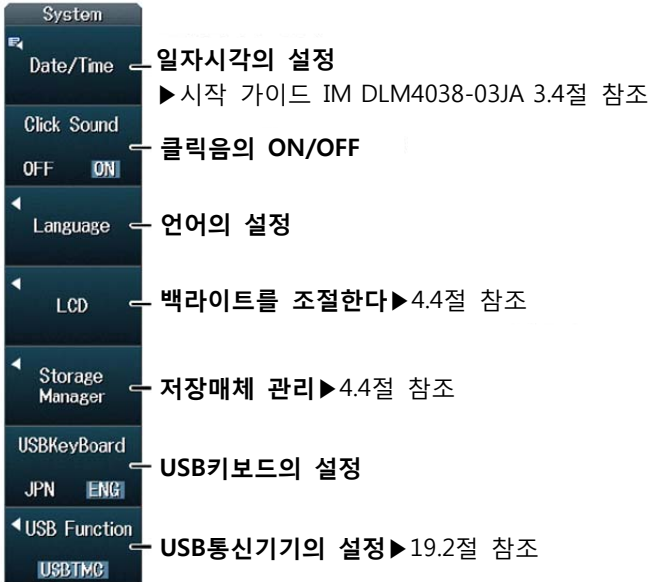 System
Date/Time
일자시각의 설정
▶시작 가이드 IM DLM4038-03JA 3.4절 참조
Click Sound
OFF ON
클릭음의 ON/OFF
Language
언어의 설정
LCD
백라이트를 조절한다▶4.4절 참조
Storage
Manager
저장매체 관리▶4.4절 참조
USBKeyBoard
JPN ENG
USB키보드의 설정
USB Function
USBTMC
USB통신기기의 설정▶19.2절 참조